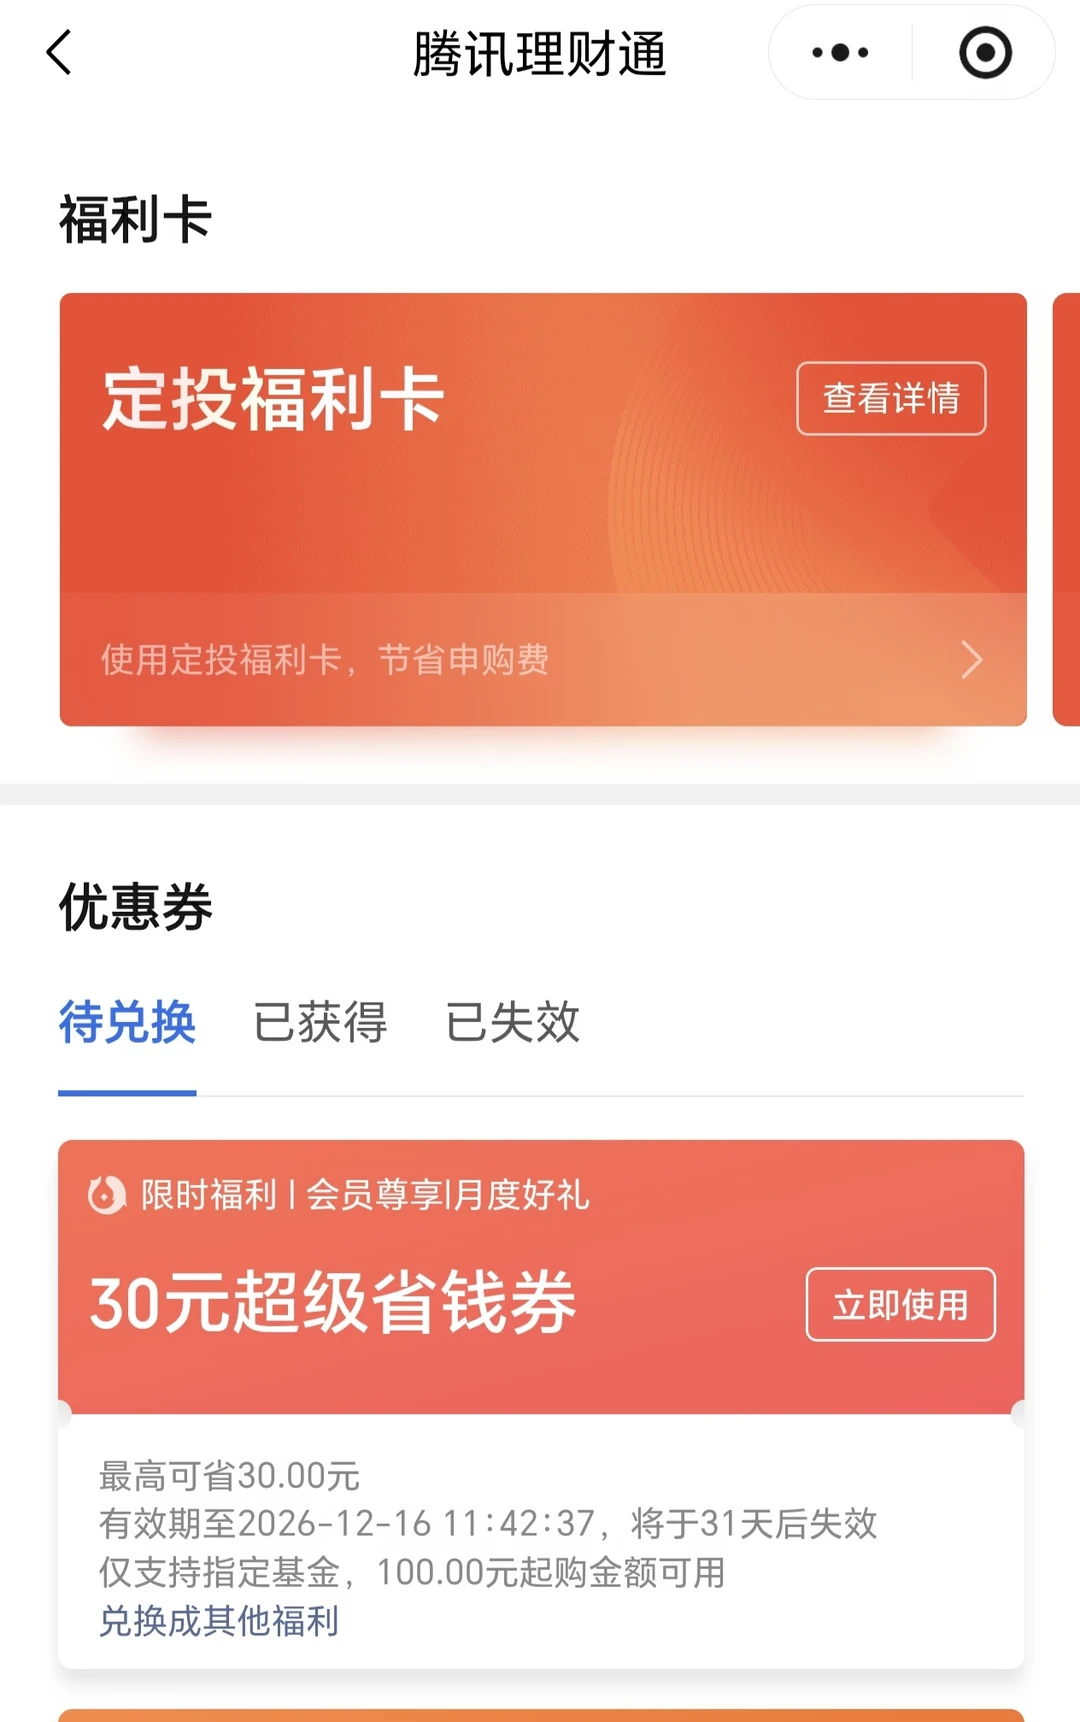 腾讯理财通
福利卡
定投福利卡
查看详情
使用定投福利卡，节省申购费
优惠券
待兑换
已获得
已失效
限时福利 | 会员尊享|月度好礼
30元超级省钱券
立即使用
最高可省30.00元
有效期至2026-12-16 11:42:37，将于31天后失效
仅支持指定基金，100.00元起购金额可用
兑换成其他福利